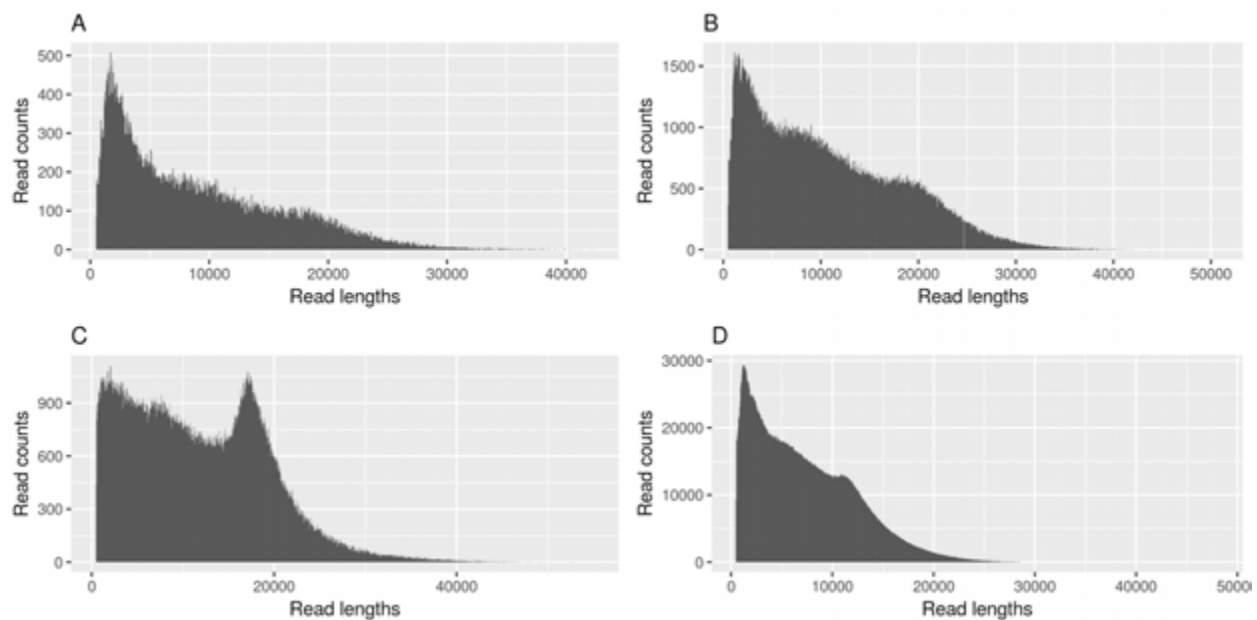 A
Read counts
500
400
300
200
100
0
0 10000 20000 30000 40000
Read lengths
B
Read counts
1500
1000
500
0
0 10000 20000 30000 40000 50000
Read lengths
C
Read counts
900
600
300
0
0 20000 40000
Read lengths
D
Read counts
30000
20000
10000
0
0 10000 20000 30000 40000 5000
Read lengths